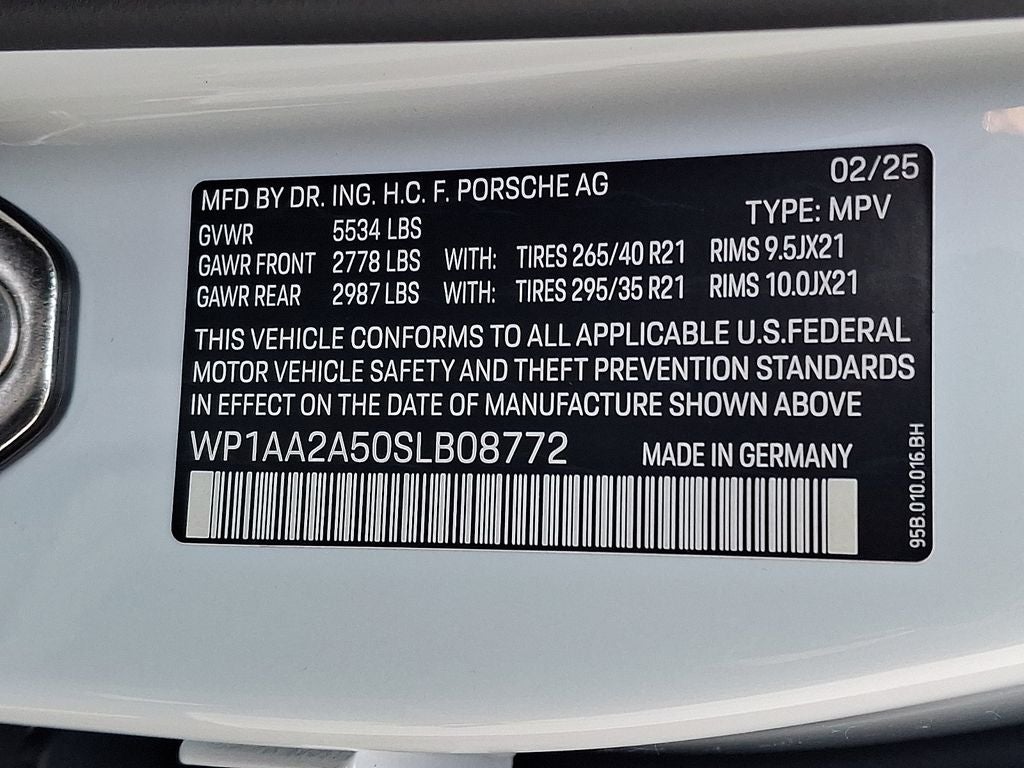 MFD BY DR. ING. H.C. F. PORSCHE AG 02/25
GVWR 5534 LBS TYPE: MPV
GAWR FRONT 2778 LBS WITH: TIRES 265/40 R21 RIMS 9.5JX21
GAWR REAR 2987 LBS WITH: TIRES 295/35 R21 RIMS 10.0JX21
THIS VEHICLE CONFORMS TO ALL APPLICABLE U.S.FEDERAL
MOTOR VEHICLE SAFETY AND THEFT PREVENTION STANDARDS
IN EFFECT ON THE DATE OF MANUFACTURE SHOWN ABOVE
WP1AA2A50SLB08772 MADE IN GERMANY
95B.010.016.BH